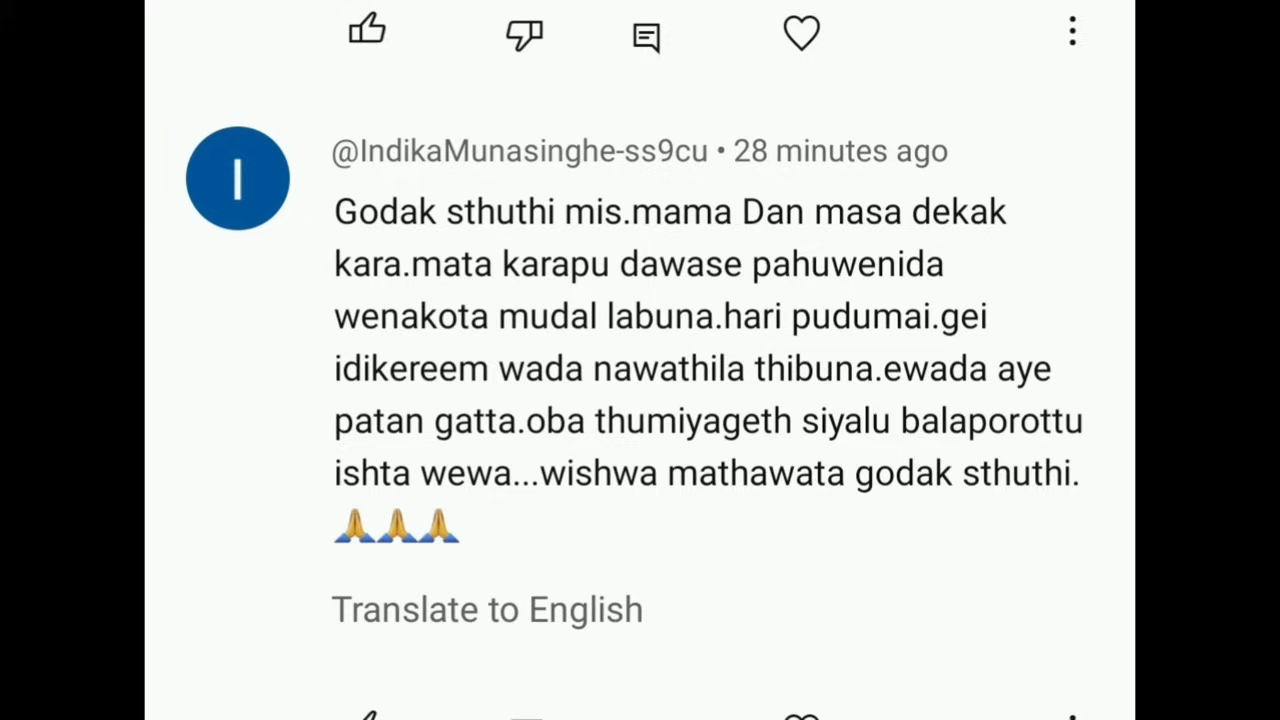 I
@IndikaMunasinghe-ss9cu • 28 minutes ago
Godak sthuthi mis.mama Dan masa dekak
kara.mata karapu dawase pahuwenida
wenakota mudal labuna.hari pudumai.gei
idikereem wada nawathila thibuna.ewada aye
patan gatta.oba thumiyageth siyalu balaporottu
ishta wewa...wishwa mathawata godak sthuthi.
🙏🙏🙏
Translate to English